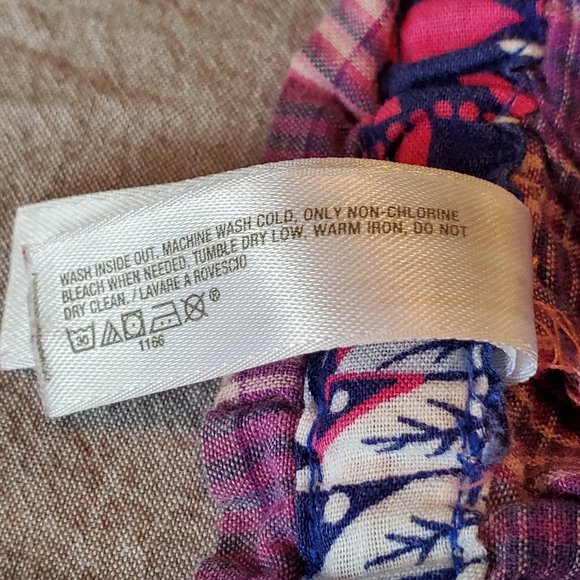 WASH INSIDE OUT. MACHINE WASH COLD, ONLY NON-CHLORINE
BLEACH WHEN NEEDED, TUMBLE DRY LOW, WARM IRON, DO NOT
DRY CLEAN. / LAVARE A ROVESCIO
30 ®
1166